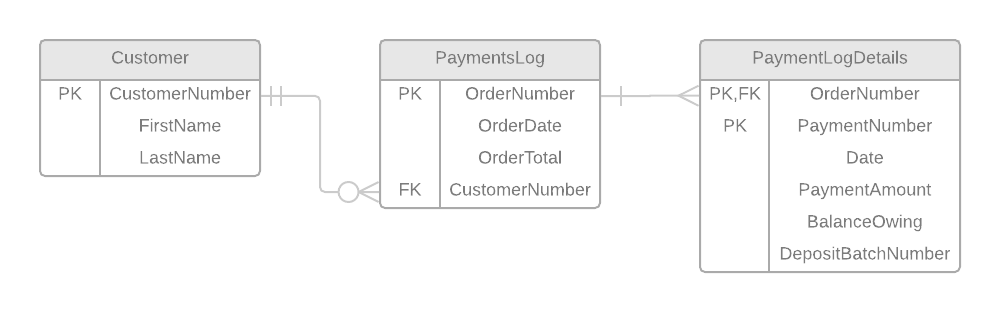 Customer
PK CustomerNumber
FirstName
LastName
PaymentsLog
PK OrderNumber
OrderDate
OrderTotal
FK CustomerNumber
PaymentLogDetails
PK,FK OrderNumber
PK PaymentNumber
Date
PaymentAmount
BalanceOwing
DepositBatchNumber